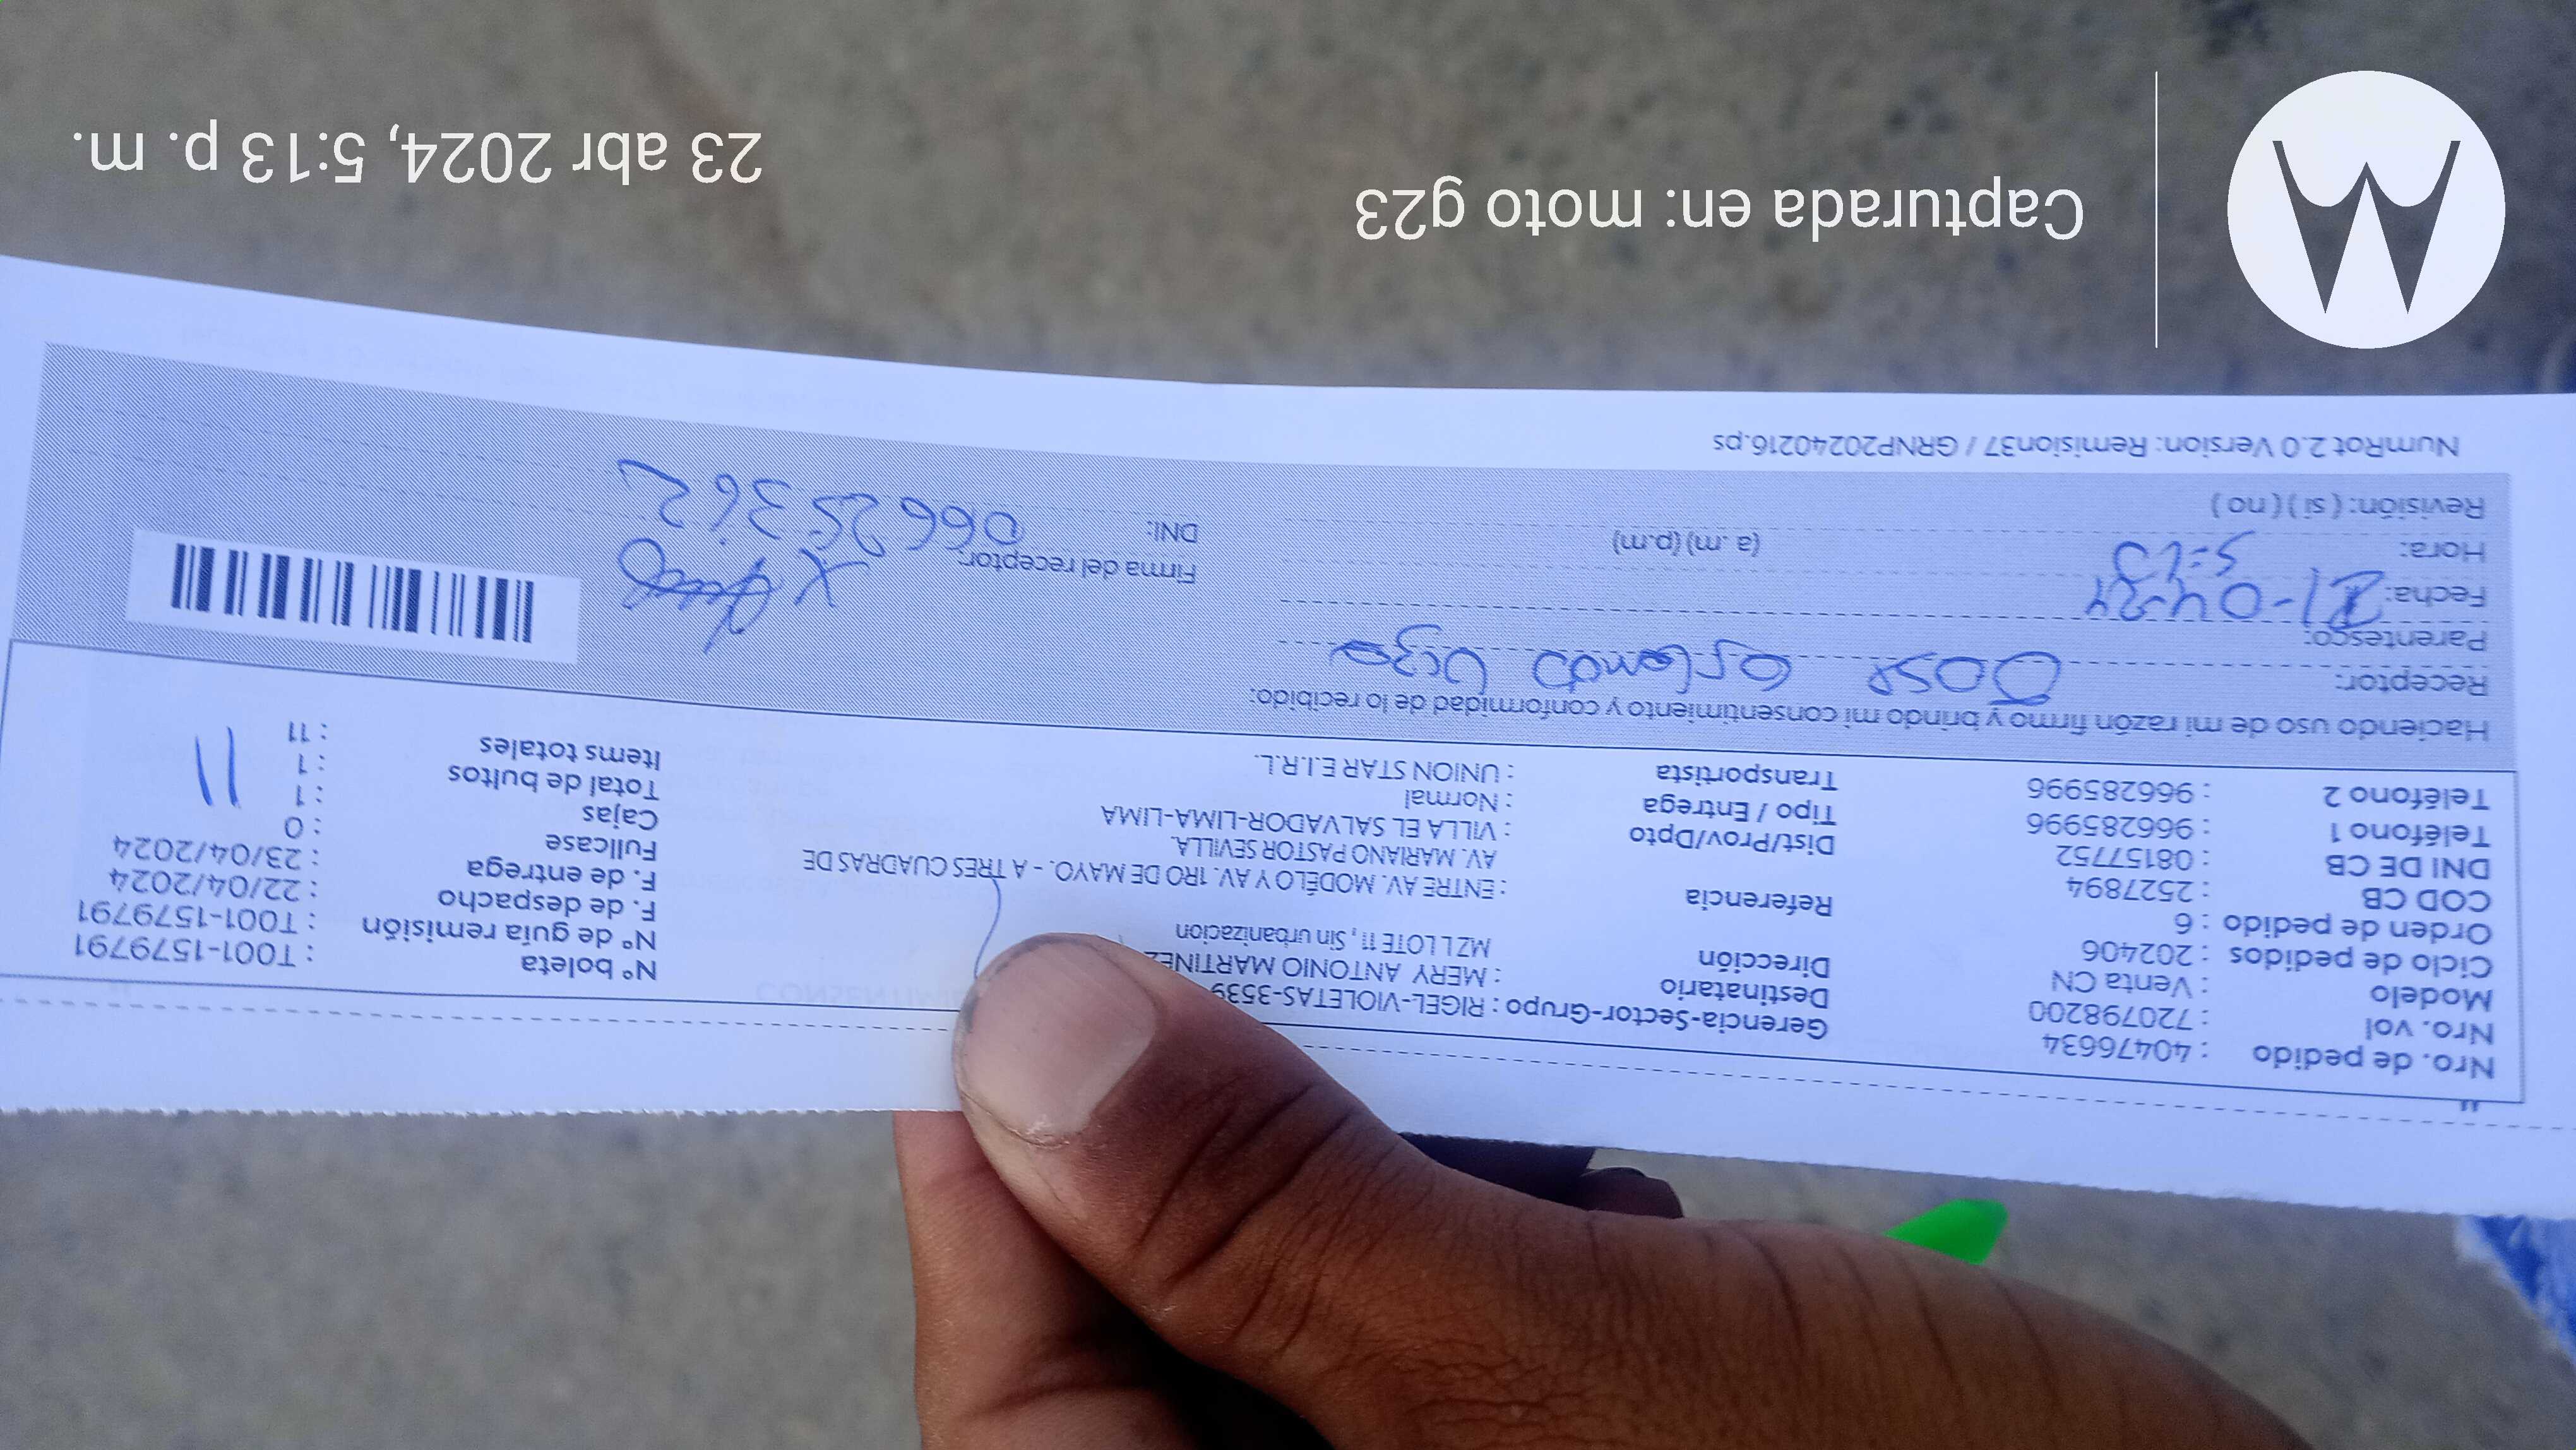 Nro. de pedido : 40476634
Nro. vol : 720798200
Modelo : Venta CN
Ciclo de pedidos : 202406
Orden de pedido : 6
COD CB : 2527894
DNI DE CB : 08157752
Teléfono 1 : 966285996
Teléfono 2 : 966285996
Gerencia-Sector-Grupo : RIGEL-VIOLETAS-3539
Destinatario : MERY ANTONIO MARTINEZ
Dirección MZ LLOTE 11, Sin urbanizacion
Referencia : ENTRE AV. MODÉLO Y AV. 1RO DE MAYO. - A TRES CUADRAS DE
AV. MARIANO PASTOR SEVILLA.
Dist/Prov/Dpto : VILLA EL SALVADOR-LIMA-LIMA
Tipo / Entrega : Normal
Transportista : UNION STAR E.I.R.L.
Nº boleta : T001-1579791
Nº de guía remisión : T001-1579791
F. de despacho : 22/04/2024
F. de entrega : 23/04/2024
Fullcase : 0
Cajas : 1
Total de bultos : 1
Items totales : 11
11
Haciendo uso de mi razón firmo y brindo mi consentimiento y conformidad de lo recibido:
Receptor: Jose
Parentesco:
Fecha: 21-04-24
Hora: (a .m) (p.m)
Revisión: ( si ) ( no )
Firma del receptor: X
DNI:
NumRot 2.0 Version: Remision37 / GRNP20240216.ps
Capturada en: moto g23
23 abr 2024, 5:13 p. m.